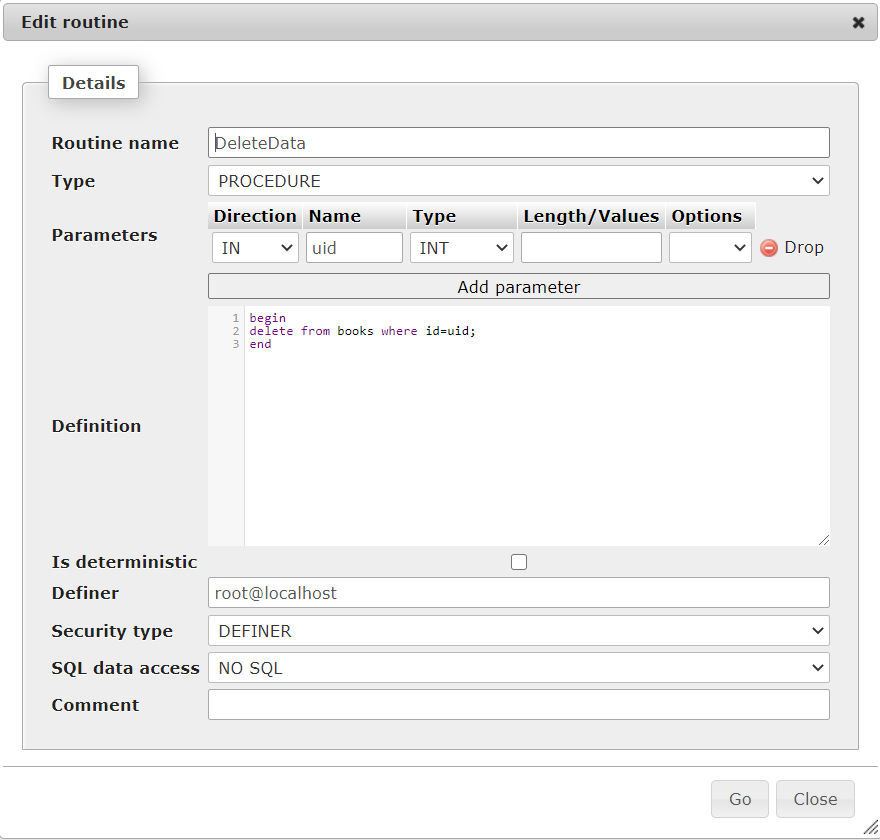 Edit routine
Details
Routine name DeleteData
Type PROCEDURE
Parameters
Direction Name Type Length/Values Options
IN uid INT Drop
Add parameter
Definition
1 begin
2 delete from books where id=uid;
3 end
Is deterministic
Definer root@localhost
Security type DEFINER
SQL data access NO SQL
Comment
Go Close